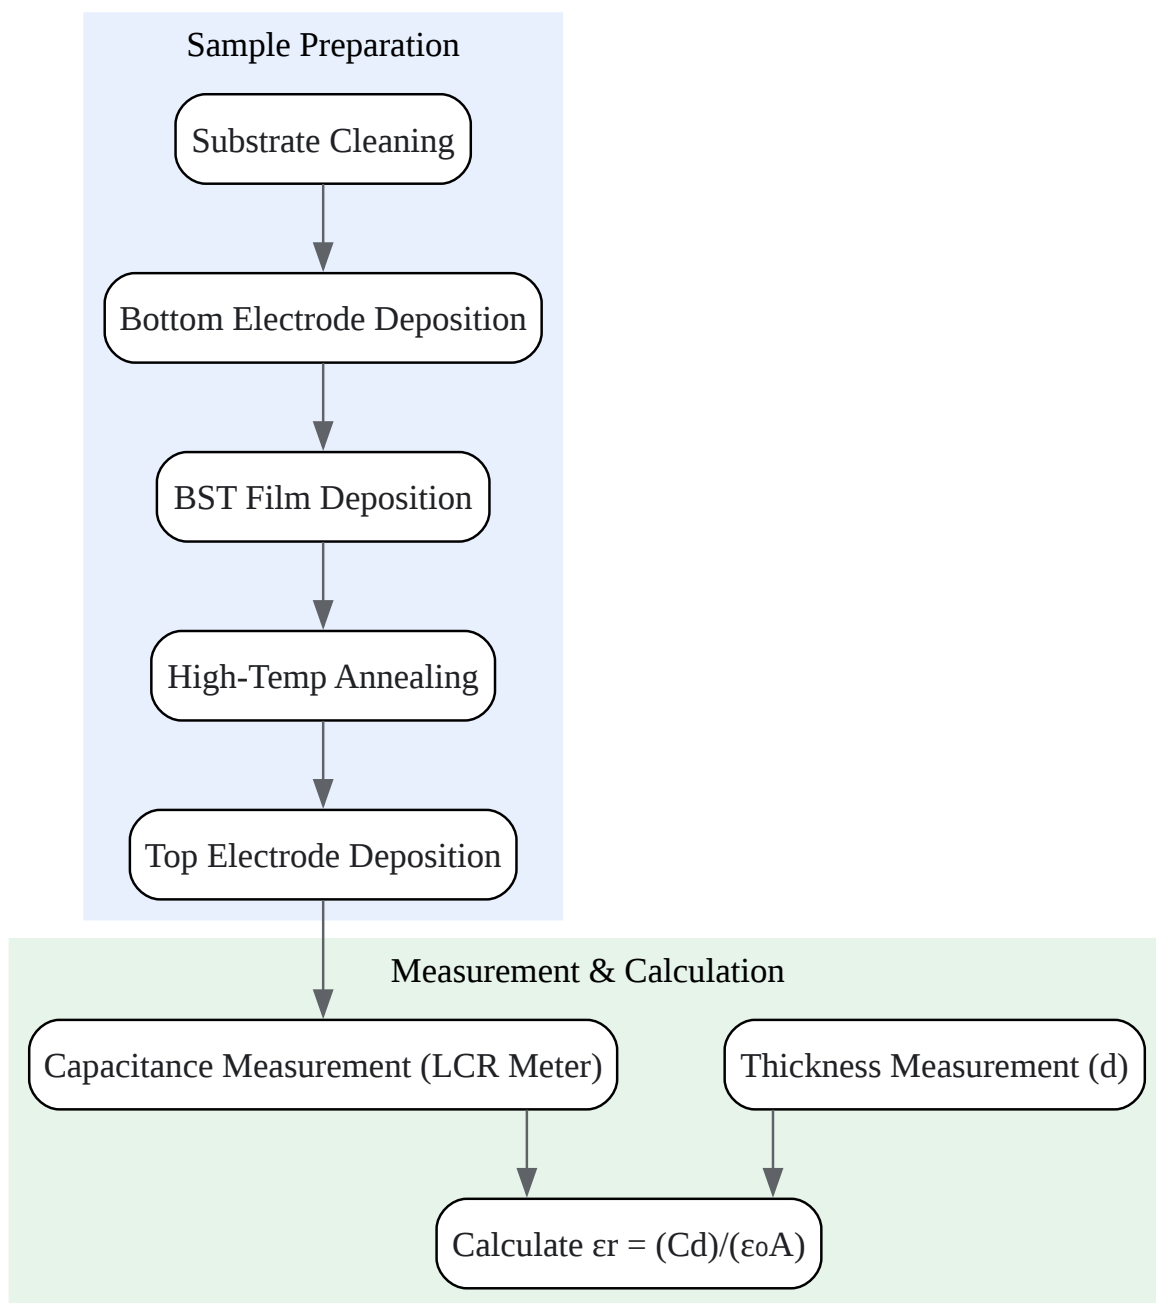 Sample Preparation
Substrate Cleaning
Bottom Electrode Deposition
BST Film Deposition
High-Temp Annealing
Top Electrode Deposition
Measurement & Calculation
Capacitance Measurement (LCR Meter)
Thickness Measurement (d)
Calculate εr = (Cd)/(ε₀A)